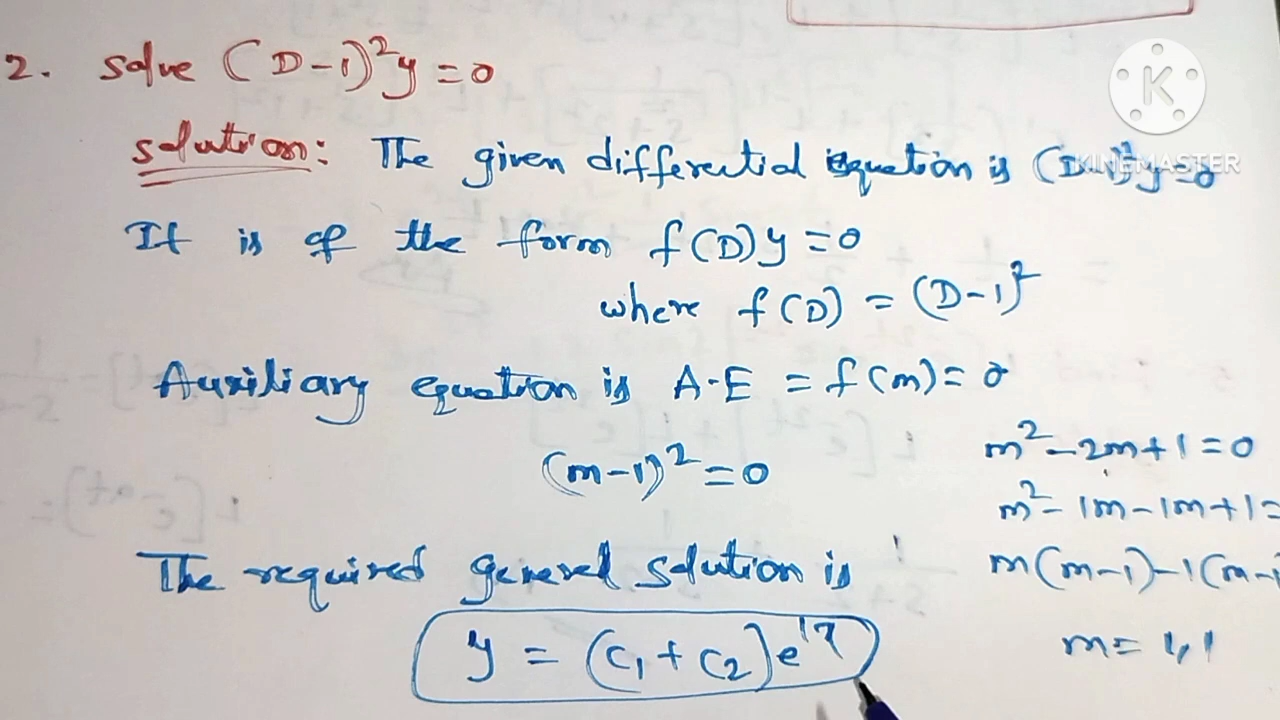 2. solve (D-1)²y = 0
K
KINEMASTER
solution: The given differential equation is (D-1)²y=0
It is of the form f(D)y = 0
where f(D) = (D-1)²
Auxiliary equation is A.E = f(m) = 0
(m-1)² = 0
m² - 2m + 1 = 0
m² - 1m - 1m + 1 =
m(m-1) - 1(m-1
m = 1, 1
The required general solution is
y = (c₁ + c₂)e¹ˣ